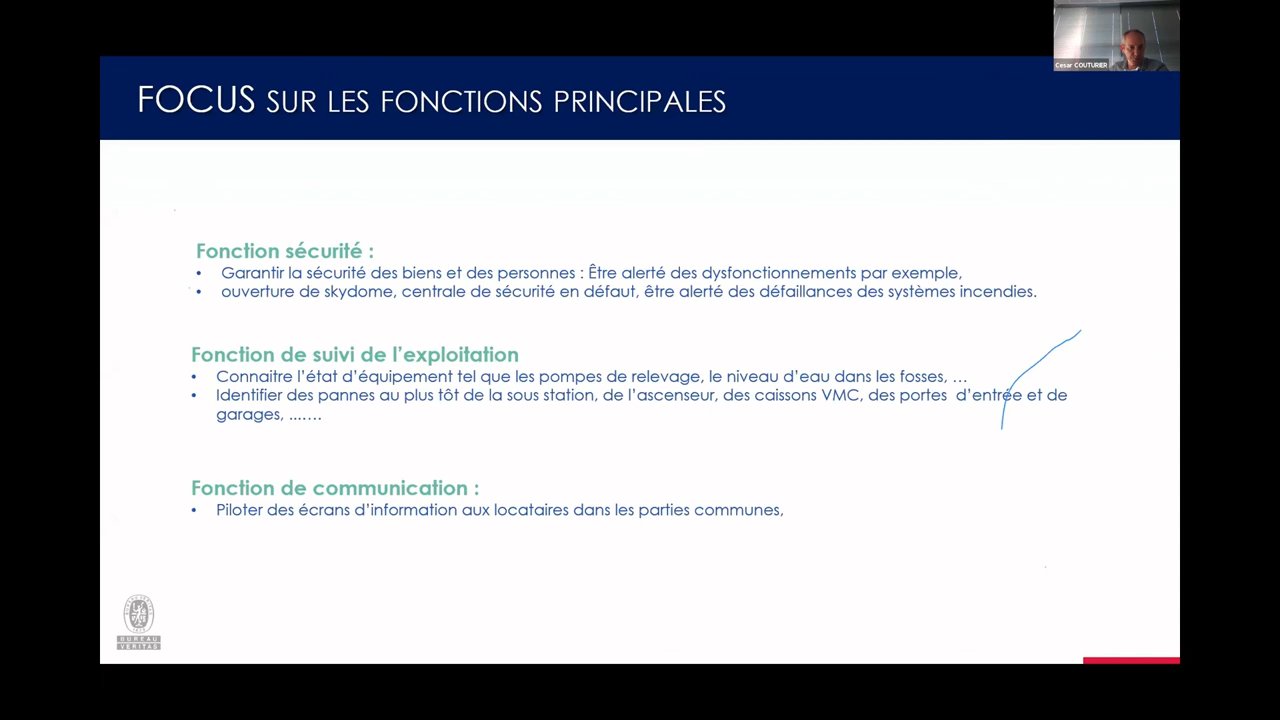 Cesar COUTURIER
FOCUS SUR LES FONCTIONS PRINCIPALES
Fonction sécurité :
• Garantir la sécurité des biens et des personnes : Être alerté des dysfonctionnements par exemple,
• ouverture de skydome, centrale de sécurité en défaut, être alerté des défaillances des systèmes incendies.
Fonction de suivi de l’exploitation
• Connaitre l’état d’équipement tel que les pompes de relevage, le niveau d’eau dans les fosses, …
• Identifier des pannes au plus tôt de la sous station, de l’ascenseur, des caissons VMC, des portes d’entrée et de
garages, ...….
Fonction de communication :
• Piloter des écrans d’information aux locataires dans les parties communes,
BUREAU
VERITAS